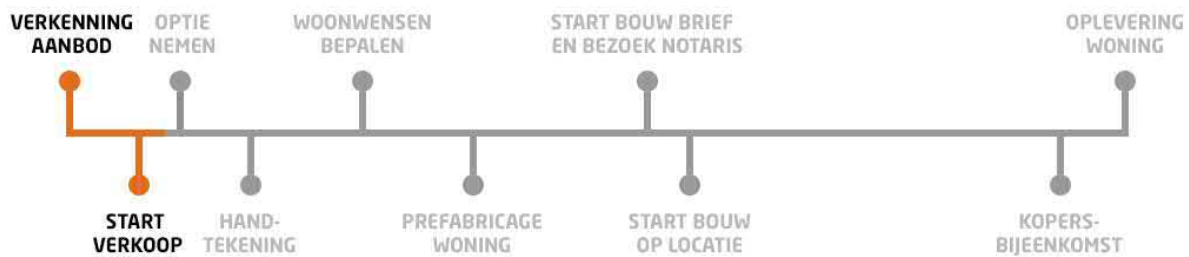 VERKENNING
AANBOD
OPTIE
NEMEN
WOONWENSEN
BEPALEN
START BOUW BRIEF
EN BEZOEK NOTARIS
OPLEVERING
WONING
START
VERKOOP
HAND-
TEKENING
PREFABRICAGE
WONING
START BOUW
OP LOCATIE
KOPERS-
BIJEENKOMST